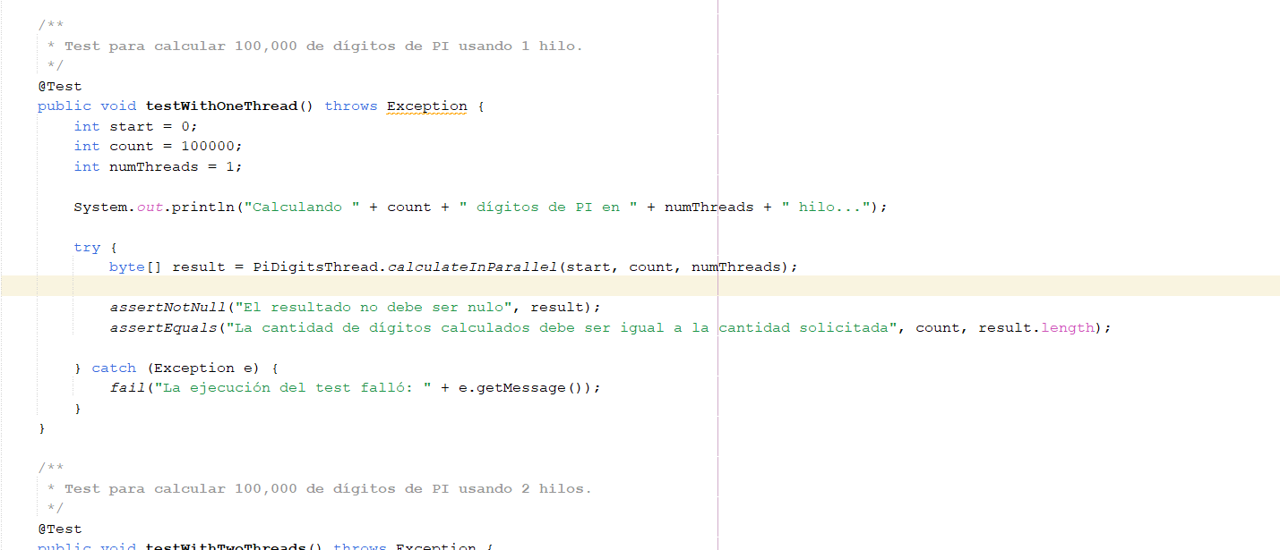 /**
 * Test para calcular 100,000 de dígitos de PI usando 1 hilo.
 */
@Test
public void testWithOneThread() throws Exception {
    int start = 0;
    int count = 100000;
    int numThreads = 1;
    System.out.println("Calculando " + count + " dígitos de PI en " + numThreads + " hilo...");
    try {
        byte[] result = PiDigitsThread.calculateInParallel(start, count, numThreads);
        assertNotNull("El resultado no debe ser nulo", result);
        assertEquals("La cantidad de dígitos calculados debe ser igual a la cantidad solicitada", count, result.length);
    } catch (Exception e) {
        fail("La ejecución del test falló: " + e.getMessage());
    }
}
/**
 * Test para calcular 100,000 de dígitos de PI usando 2 hilos.
 */
@Test
public void testWithTwoThreads() throws Exception {